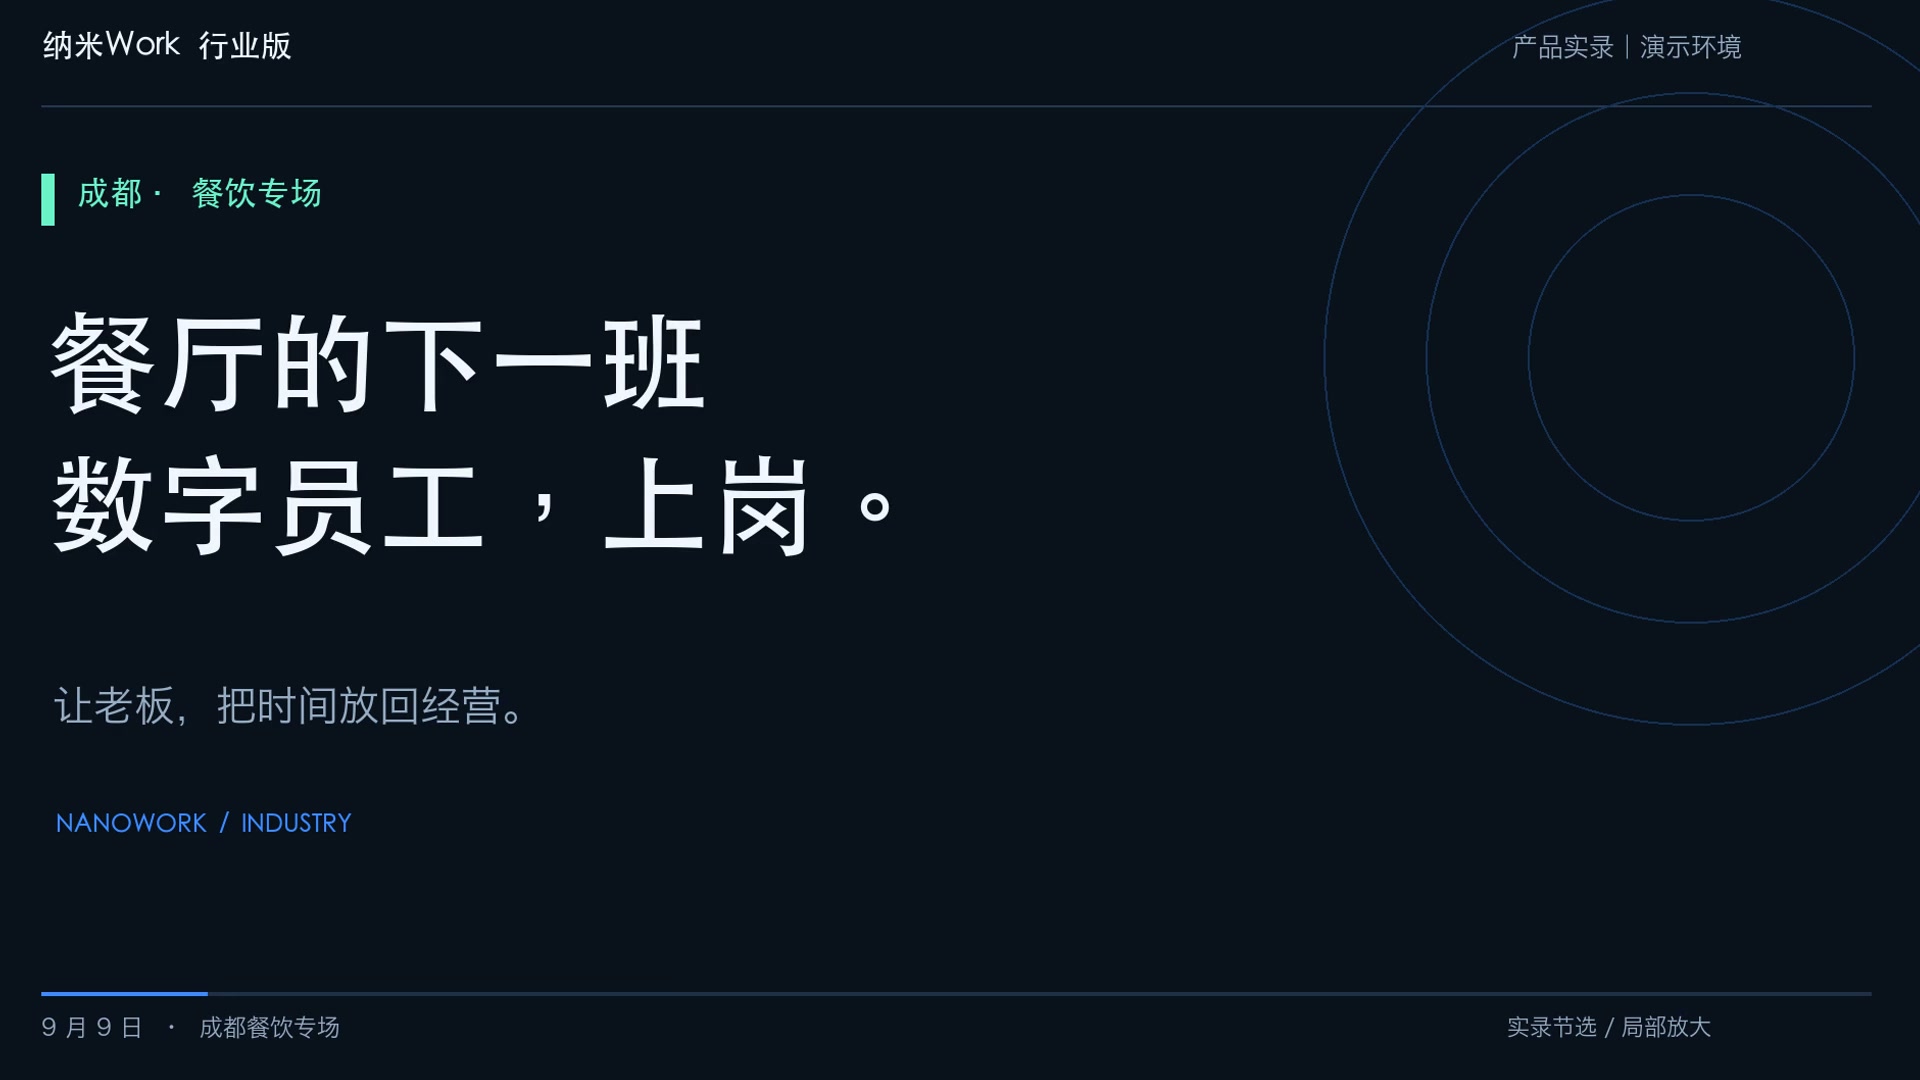 纳米Work 行业版
产品实录｜演示环境
成都· 餐饮专场
餐厅的下一班
数字员工，上岗。
让老板，把时间放回经营。
NANOWORK / INDUSTRY
9 月 9 日 · 成都餐饮专场
实录节选 / 局部放大